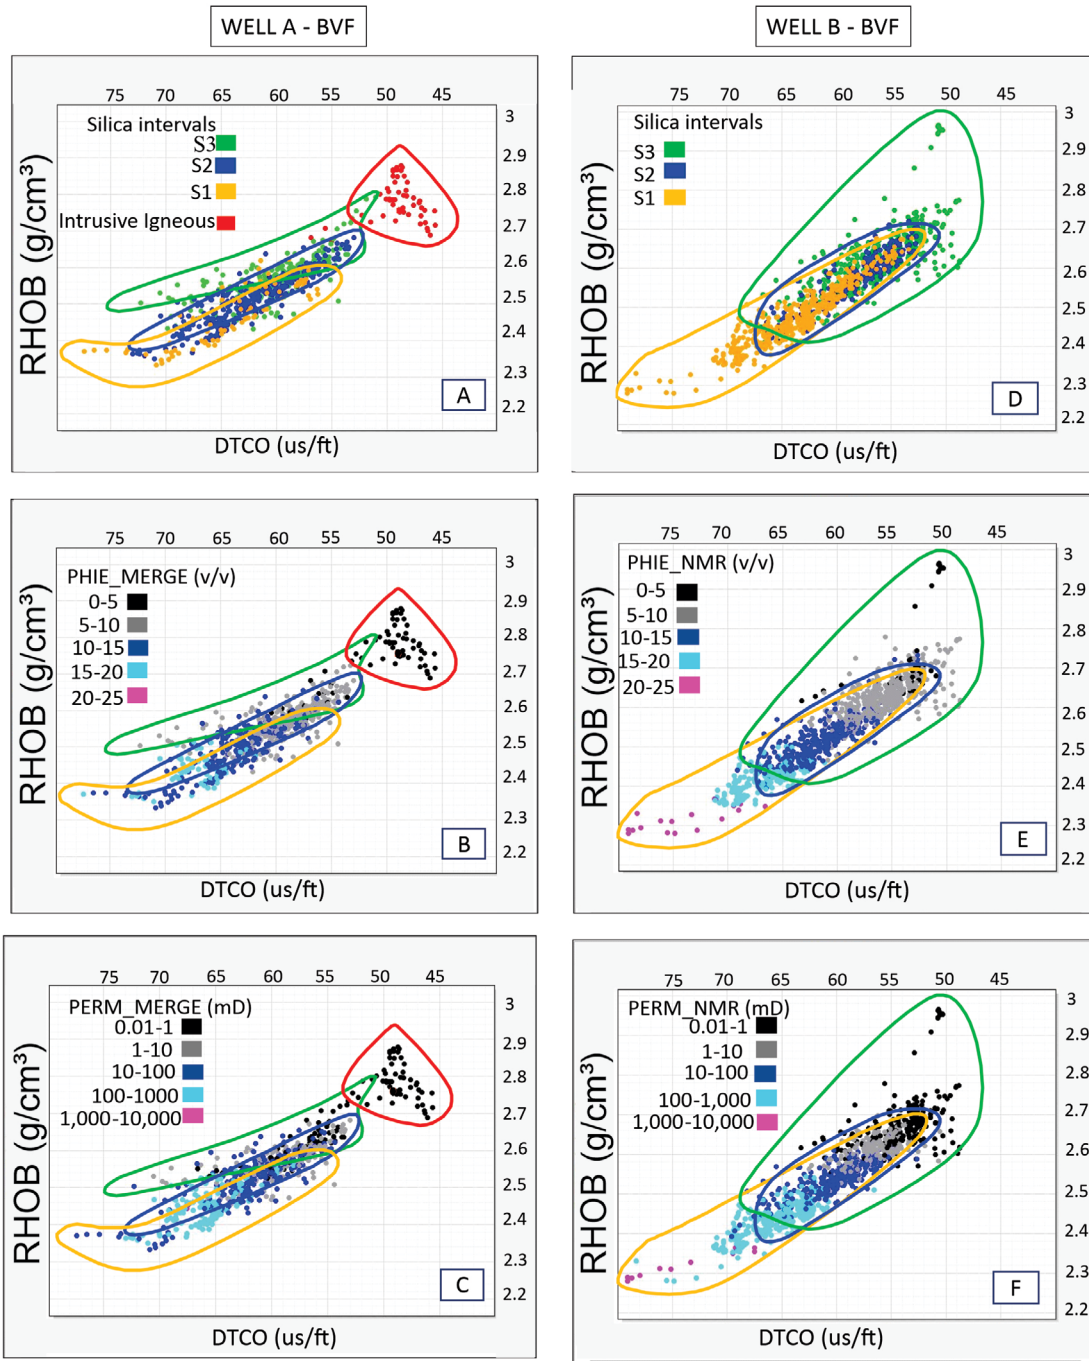 WELL A - BVF
WELL B - BVF
75 70 65 60 55 50 45
Silica intervals
S3
S2
S1
Intrusive Igneous
3
2.9
2.8
2.7
2.6
2.5
2.4
2.3
2.2
RHOB (g/cm³)
A
DTCO (us/ft)
75 70 65 60 55 50 45
Silica intervals
S3
S2
S1
3
2.9
2.8
2.7
2.6
2.5
2.4
2.3
2.2
RHOB (g/cm³)
D
DTCO (us/ft)
75 70 65 60 55 50 45
PHIE_MERGE (v/v)
0-5
5-10
10-15
15-20
20-25
3
2.9
2.8
2.7
2.6
2.5
2.4
2.3
2.2
RHOB (g/cm³)
B
DTCO (us/ft)
75 70 65 60 55 50 45
PHIE_NMR (v/v)
0-5
5-10
10-15
15-20
20-25
3
2.9
2.8
2.7
2.6
2.5
2.4
2.3
2.2
RHOB (g/cm³)
E
DTCO (us/ft)
75 70 65 60 55 50 45
PERM_MERGE (mD)
0.01-1
1-10
10-100
100-1000
1,000-10,000
3
2.9
2.8
2.7
2.6
2.5
2.4
2.3
2.2
RHOB (g/cm³)
C
DTCO (us/ft)
75 70 65 60 55 50 45
PERM_NMR (mD)
0.01-1
1-10
10-100
100-1,000
1,000-10,000
3
2.9
2.8
2.7
2.6
2.5
2.4
2.3
2.2
RHOB (g/cm³)
F
DTCO (us/ft)